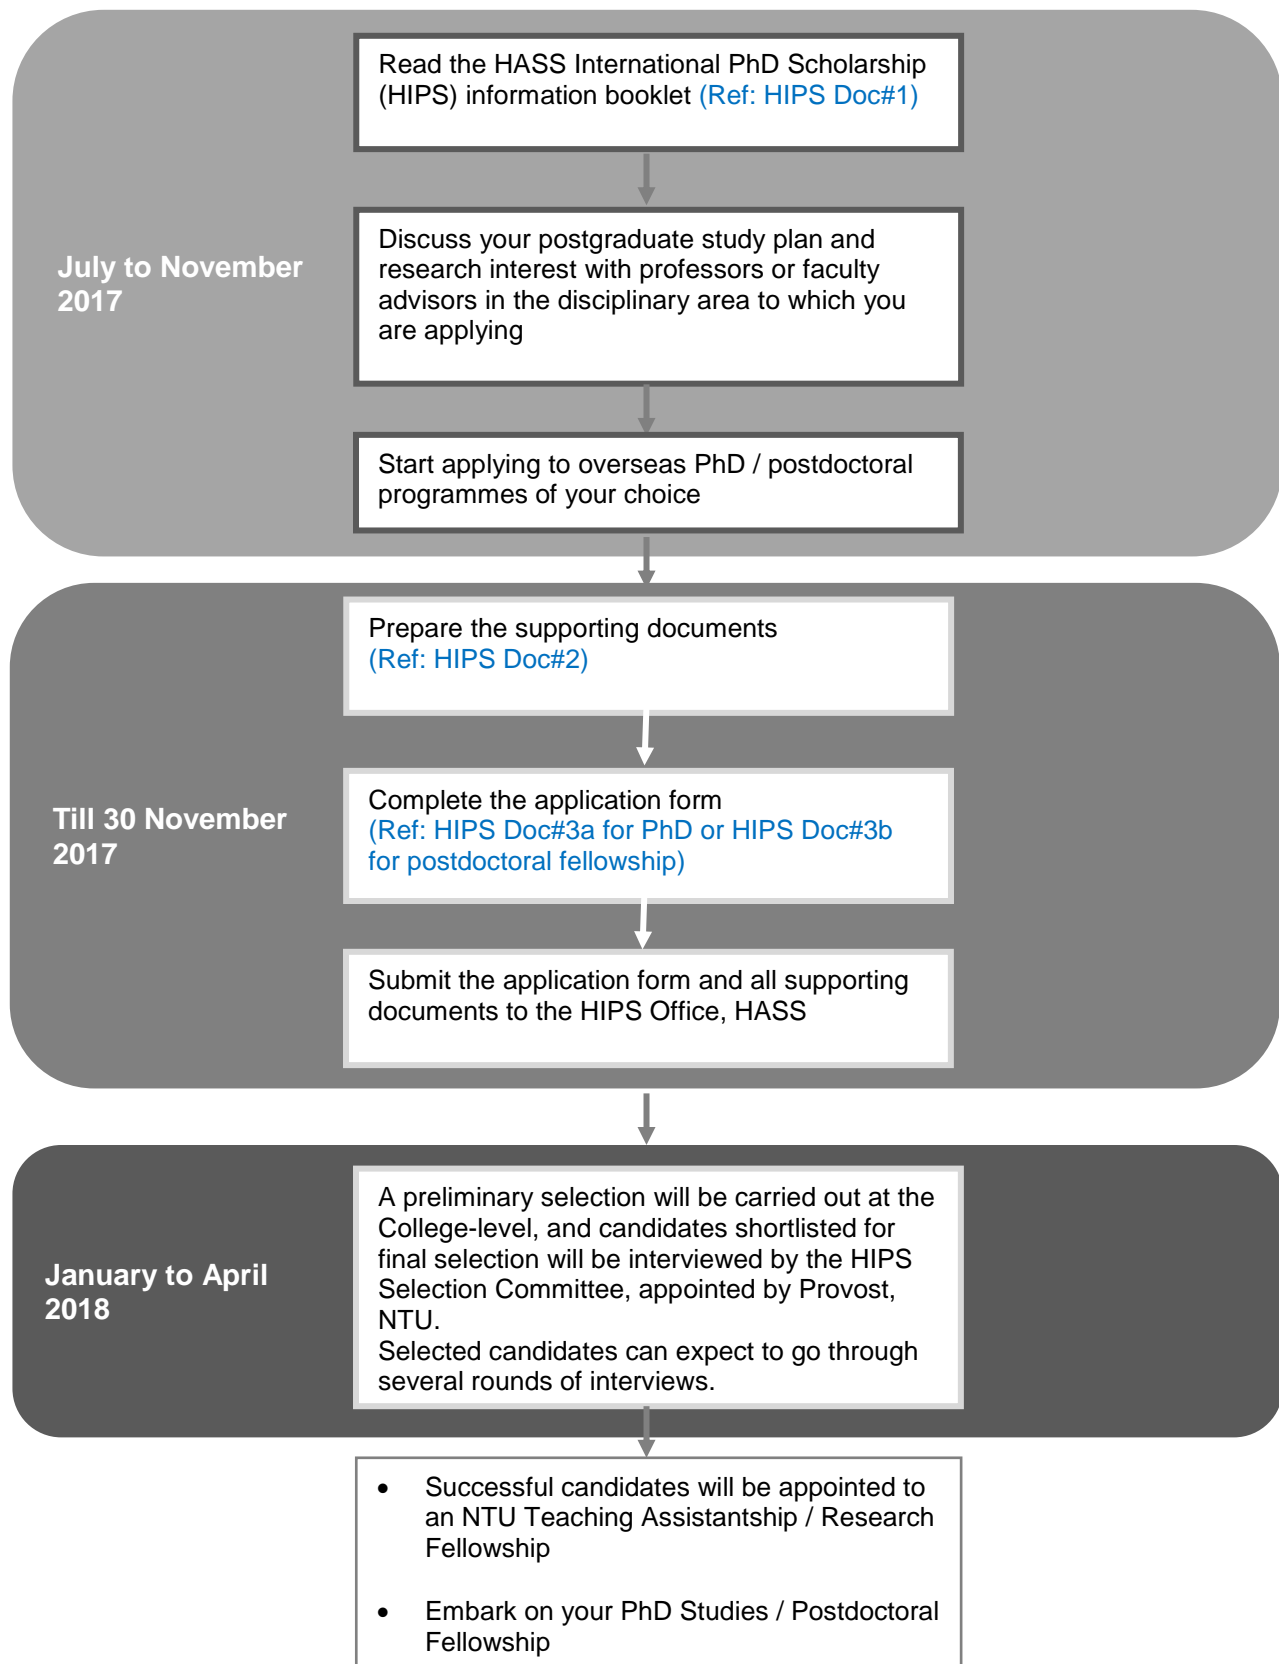 Read the HASS International PhD Scholarship
(HIPS) information booklet (Ref: HIPS Doc#1)
July to November
2017
Discuss your postgraduate study plan and
research interest with professors or faculty
advisors in the disciplinary area to which you
are applying
Start applying to overseas PhD / postdoctoral
programmes of your choice
Prepare the supporting documents
(Ref: HIPS Doc#2)
Till 30 November
2017
Complete the application form
(Ref: HIPS Doc#3a for PhD or HIPS Doc#3b
for postdoctoral fellowship)
Submit the application form and all supporting
documents to the HIPS Office, HASS
January to April
2018
A preliminary selection will be carried out at the
College-level, and candidates shortlisted for
final selection will be interviewed by the HIPS
Selection Committee, appointed by Provost,
NTU.
Selected candidates can expect to go through
several rounds of interviews.
• Successful candidates will be appointed to
an NTU Teaching Assistantship / Research
Fellowship
• Embark on your PhD Studies / Postdoctoral
Fellowship